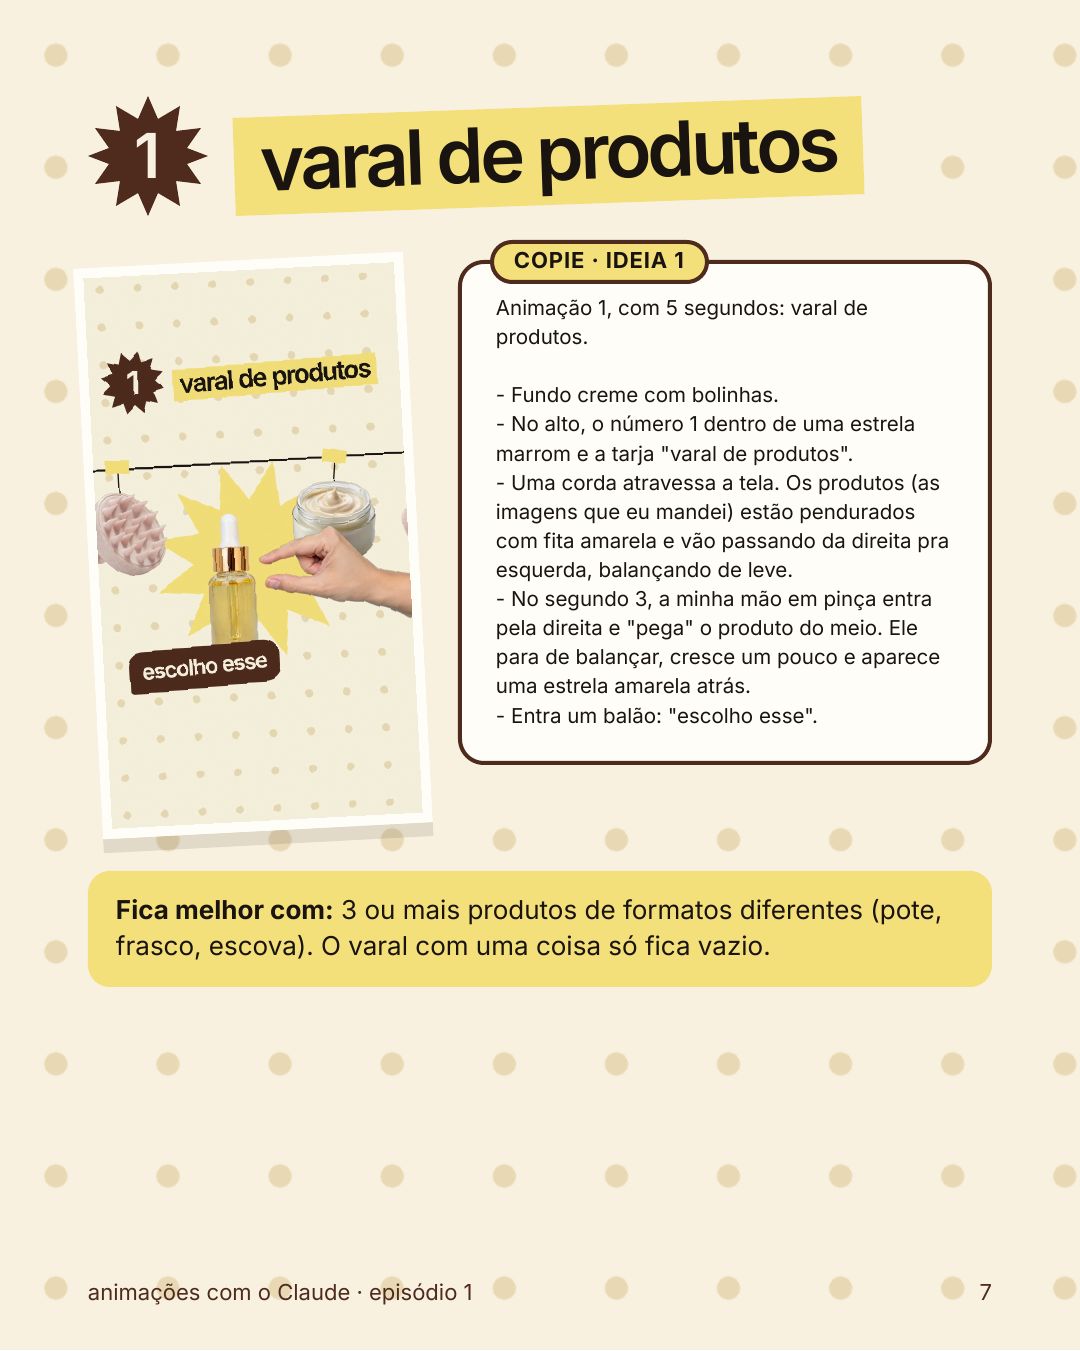 1
varal de produtos
1
varal de produtos
escolho esse
COPIE · IDEIA 1
Animação 1, com 5 segundos: varal de
produtos.
- Fundo creme com bolinhas.
- No alto, o número 1 dentro de uma estrela
marrom e a tarja "varal de produtos".
- Uma corda atravessa a tela. Os produtos (as
imagens que eu mandei) estão pendurados
com fita amarela e vão passando da direita pra
esquerda, balançando de leve.
- No segundo 3, a minha mão em pinça entra
pela direita e "pega" o produto do meio. Ele
para de balançar, cresce um pouco e aparece
uma estrela amarela atrás.
- Entra um balão: "escolho esse".
Fica melhor com: 3 ou mais produtos de formatos diferentes (pote,
frasco, escova). O varal com uma coisa só fica vazio.
animações com o Claude · episódio 1
7